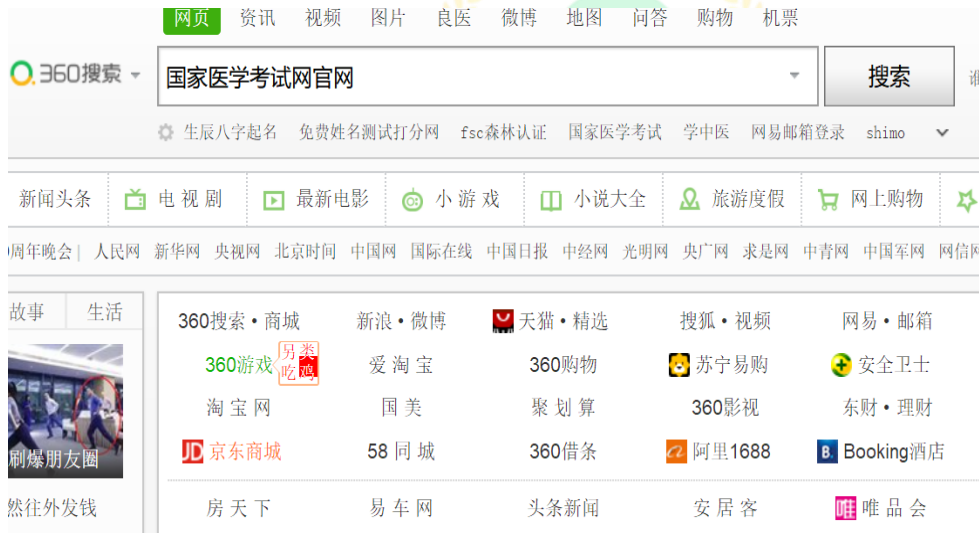 网页 资讯 视频 图片 良医 微博 地图 问答 购物 机票
360搜索 国家医学考试网官网 搜索
生辰八字起名 免费姓名测试打分网 fsc森林认证 国家医学考试 学中医 网易邮箱登录 shimo
新闻头条 电视剧 最新电影 小游戏 小说大全 旅游度假 网上购物
周年晚会 | 人民网 新华网 央视网 北京时间 中国网 国际在线 中国日报 中经网 光明网 央广网 求是网 中青网 中国军网 网信网
故事 生活
360搜索 • 商城 新浪 • 微博 天猫 • 精选 搜狐 • 视频 网易 • 邮箱
360游戏 另类吃鸡 爱淘宝 360购物 苏宁易购 安全卫士
淘宝网 国美 聚划算 360影视 东财 • 理财
JD 京东商城 58同城 360借条 阿里1688 B. Booking酒店
刷爆朋友圈
然往外发钱 房天下 易车网 头条新闻 安居客 唯 唯品会